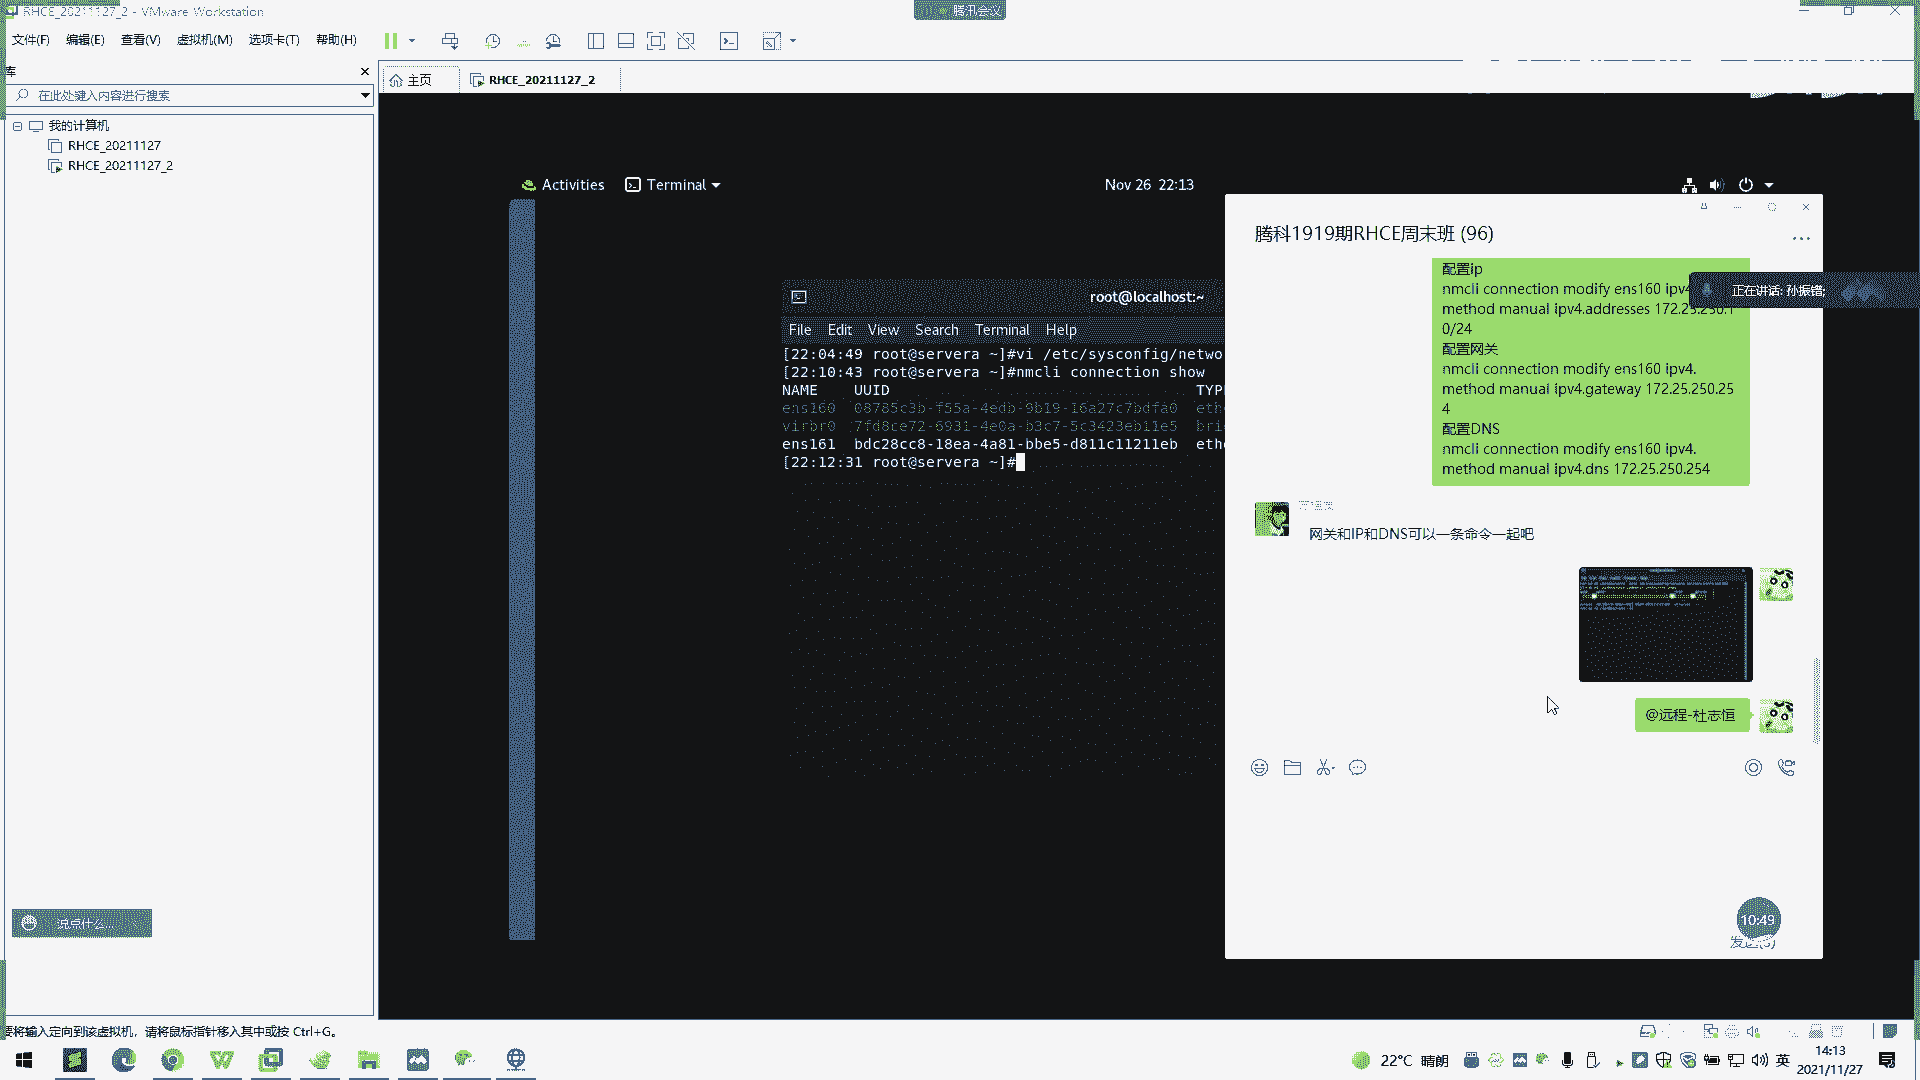 RHCE_20211127_2 - VMware Workstation
腾讯会议
文件(F) 编辑(E) 查看(V) 虚拟机(M) 选项卡(T) 帮助(H)
库
在此处键入内容进行搜索
我的计算机
RHCE_20211127
RHCE_20211127_2
主页
RHCE_20211127_2
Activities
Terminal
Nov 26 22:13
root@localhost:~
File Edit View Search Terminal Help
[22:04:49 root@servera ~]#vi /etc/sysconfig/netwo
[22:10:43 root@servera ~]#nmcli connection show
NAME UUID TYP
ens160 08785c3b-f55a-4edb-9b19-16a27c7bdfa0 eth
virbr0 7fd8ce72-6931-4e0a-b3c7-5c3423eb11e5 bri
ens161 bdc28cc8-18ea-4a81-bbe5-d811c11211eb eth
[22:12:31 root@servera ~]#
腾科1919期RHCE周末班 (96)
配置ip
nmcli connection modify ens160 ipv4
method manual ipv4.addresses 172.25.250.1
0/24
配置网关
nmcli connection modify ens160 ipv4.
method manual ipv4.gateway 172.25.250.25
4
配置DNS
nmcli connection modify ens160 ipv4.
method manual ipv4.dns 172.25.250.254
正在讲话: 孙振锴;
网关和IP和DNS可以一条命令一起吧
@远程-杜志恒
10:49
说点什么...
要将输入定向到该虚拟机，请将鼠标指针移入其中或按 Ctrl+G。
22°C 晴朗
英
14:13
2021/11/27